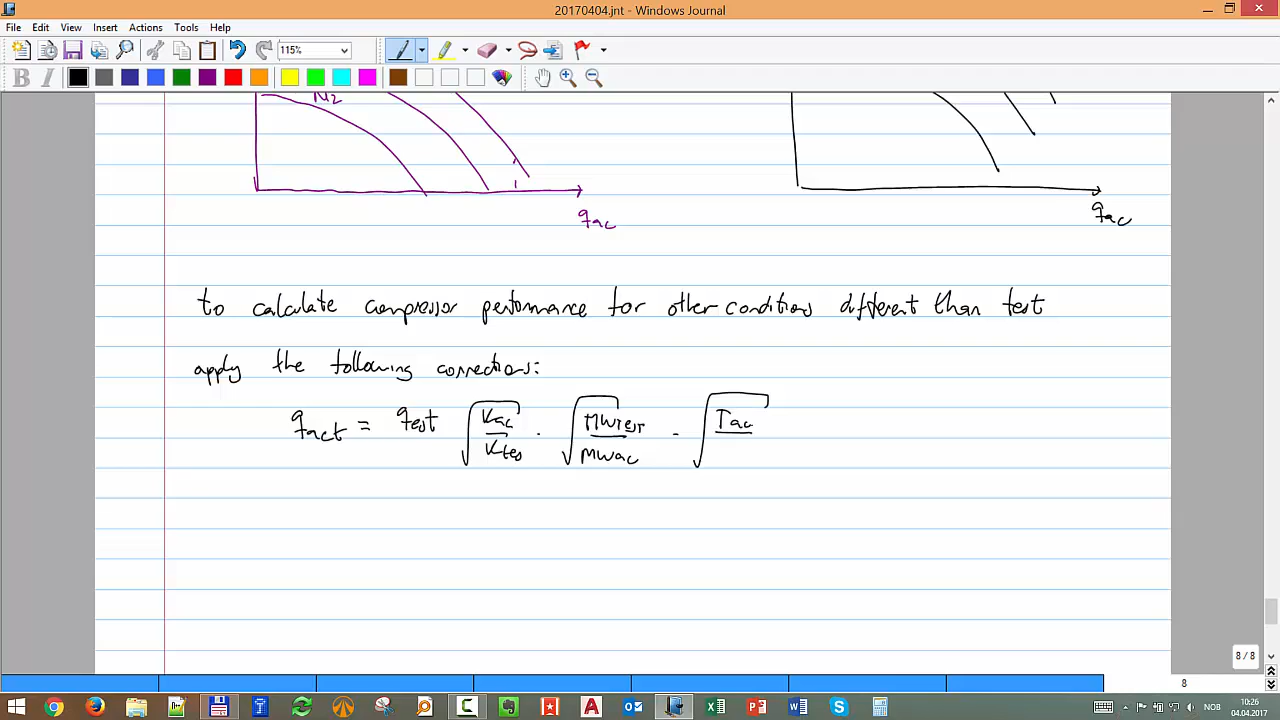 20170404.jnt - Windows Journal
File Edit View Insert Actions Tools Help
115%
B I
N2
qac
qac
to calculate compressor performance for other conditions different than test
apply the following corrections:
qact = qtest √(Kac/Ktes) · √(MWTest/MWac) · √(Tac/
8 / 8
8
10:26
NOB
04.04.2017